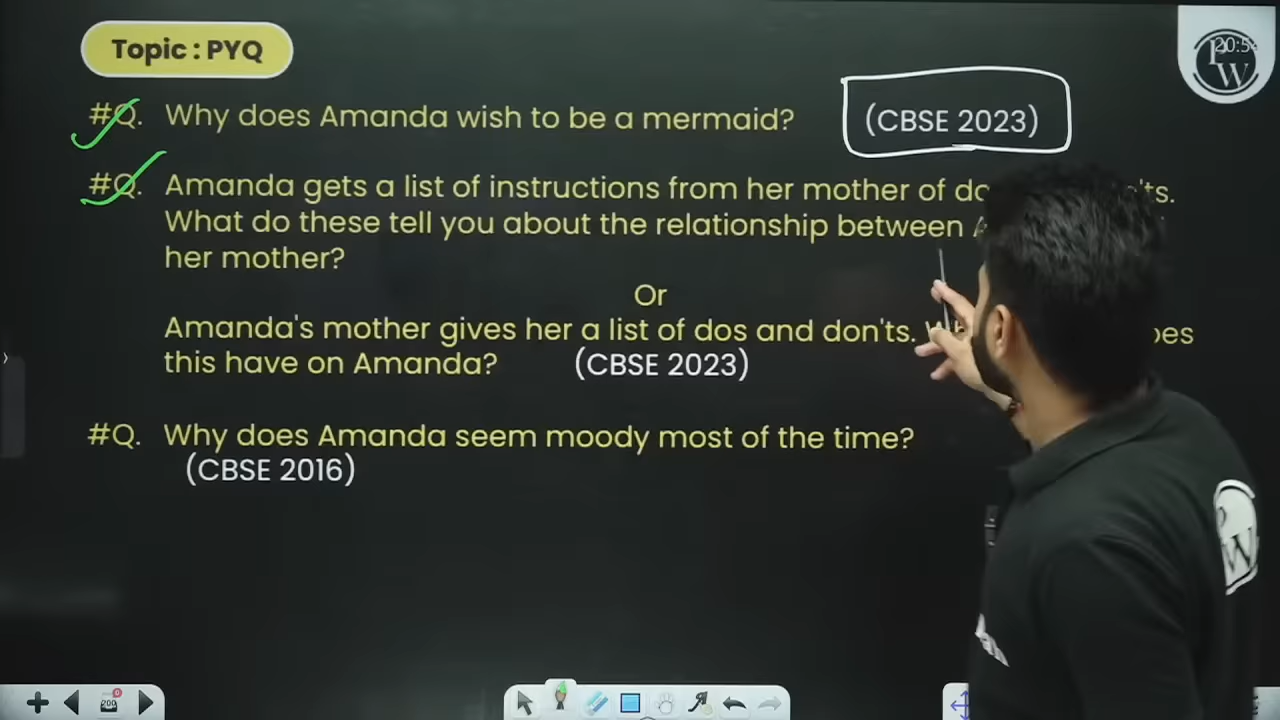 Topic : PYQ
#Q. Why does Amanda wish to be a mermaid? (CBSE 2023)
#Q. Amanda gets a list of instructions from her mother of 'ts.
What do these tell you about the relationship between
her mother?
Or
Amanda's mother gives her a list of dos and don'ts.
this have on Amanda? (CBSE 2023)
#Q. Why does Amanda seem moody most of the time?
(CBSE 2016)
PW